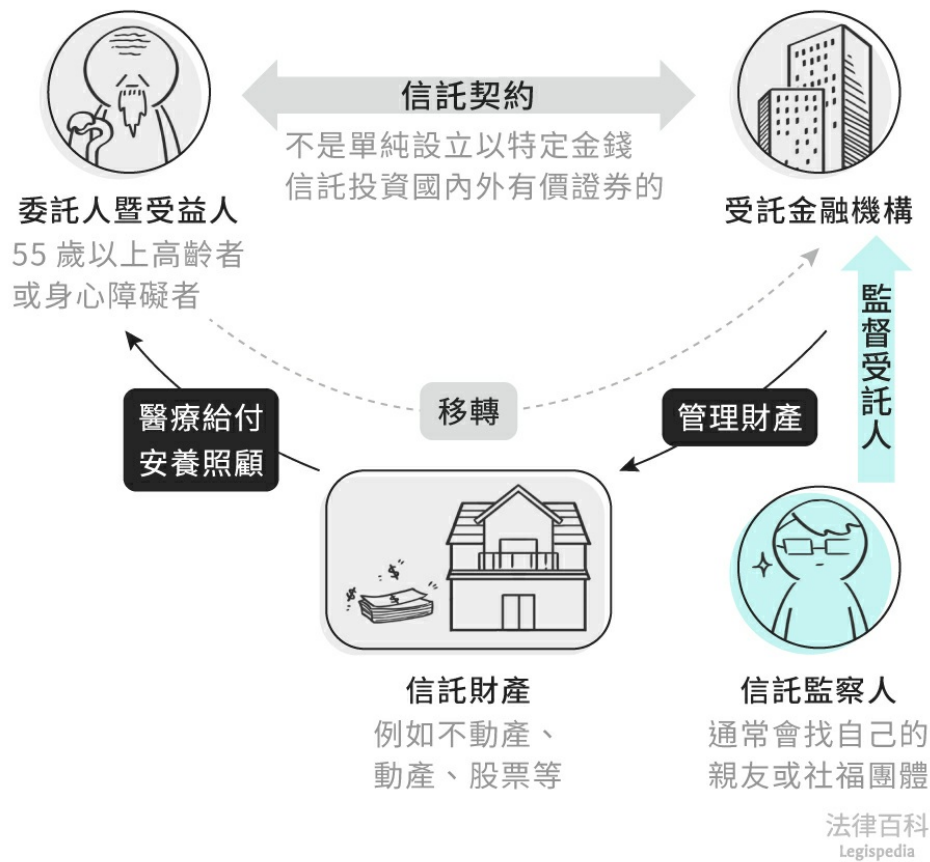 信託契約
不是單純設立以特定金錢
信託投資國內外有價證券的
委託人暨受益人
55 歲以上高齡者
或身心障礙者
受託金融機構
監督受託人
移轉
醫療給付
安養照顧
管理財產
信託財產
例如不動產、
動產、股票等
信託監察人
通常會找自己的
親友或社福團體
法律百科
Legispedia